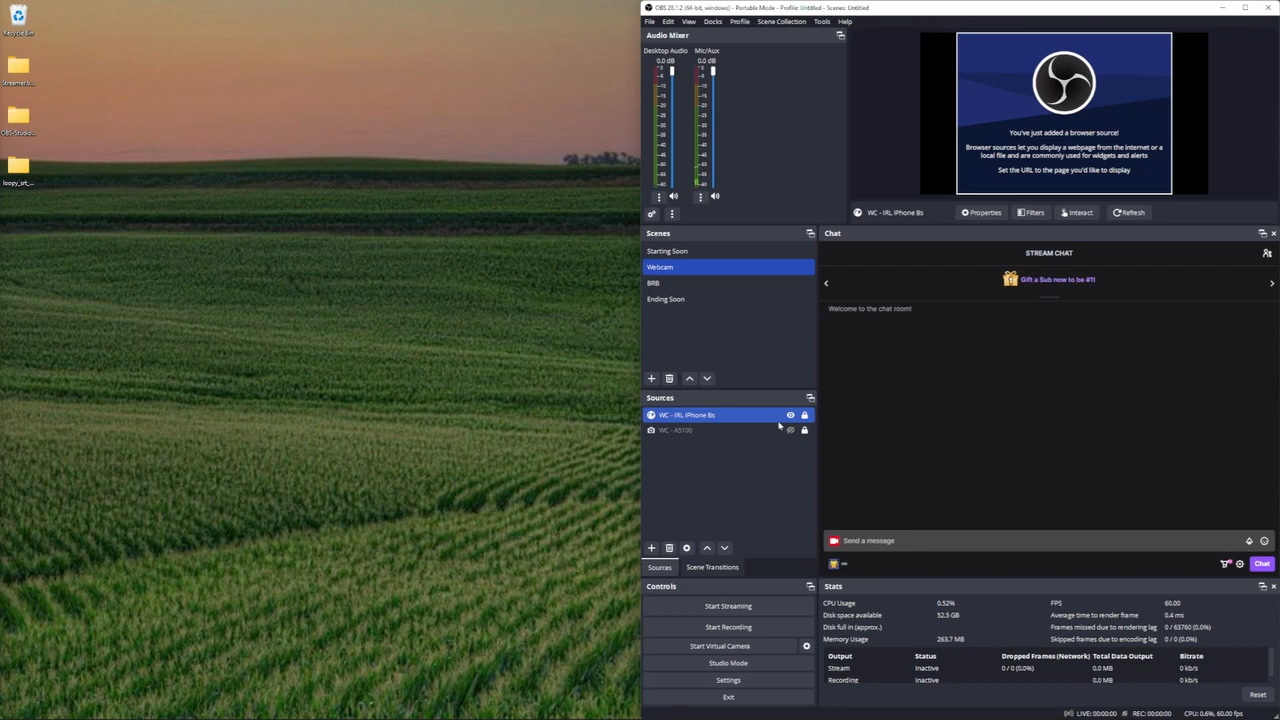 Recycle Bin
Streamer.b...
OBS-Studio...
loopy_srt_...
OBS 28.1.2 (64-bit, windows) - Portable Mode - Profile: Untitled - Scenes: Untitled
File Edit View Docks Profile Scene Collection Tools Help
Audio Mixer
Desktop Audio Mic/Aux
0.0 dB 0.0 dB
You've just added a browser source!
Browser sources let you display a webpage from the internet or a
local file and are commonly used for widgets and alerts
Set the URL to the page you'd like to display
WC - IRL iPhone Bs Properties Filters Interact Refresh
Scenes
Starting Soon
Webcam
BRB
Ending Soon
Chat
STREAM CHAT
Gift a Sub now to be #1!
Welcome to the chat room!
Sources
WC - IRL iPhone Bs
WC - A5100
Send a message
Chat
Sources Scene Transitions
Controls
Start Streaming
Start Recording
Start Virtual Camera
Studio Mode
Settings
Exit
Stats
CPU Usage 0.52% FPS 60.00
Disk space available 52.5 GB Average time to render frame 0.4 ms
Disk full in (approx.) Frames missed due to rendering lag 0 / 63760 (0.0%)
Memory Usage 263.7 MB Skipped frames due to encoding lag 0 / 0 (0.0%)
Output Status Dropped Frames (Network) Total Data Output Bitrate
Stream Inactive 0 / 0 (0.0%) 0.0 MB 0 kb/s
Recording Inactive 0.0 MB 0 kb/s
Reset
LIVE: 00:00:00 REC: 00:00:00 CPU: 0.6%, 60.00 fps